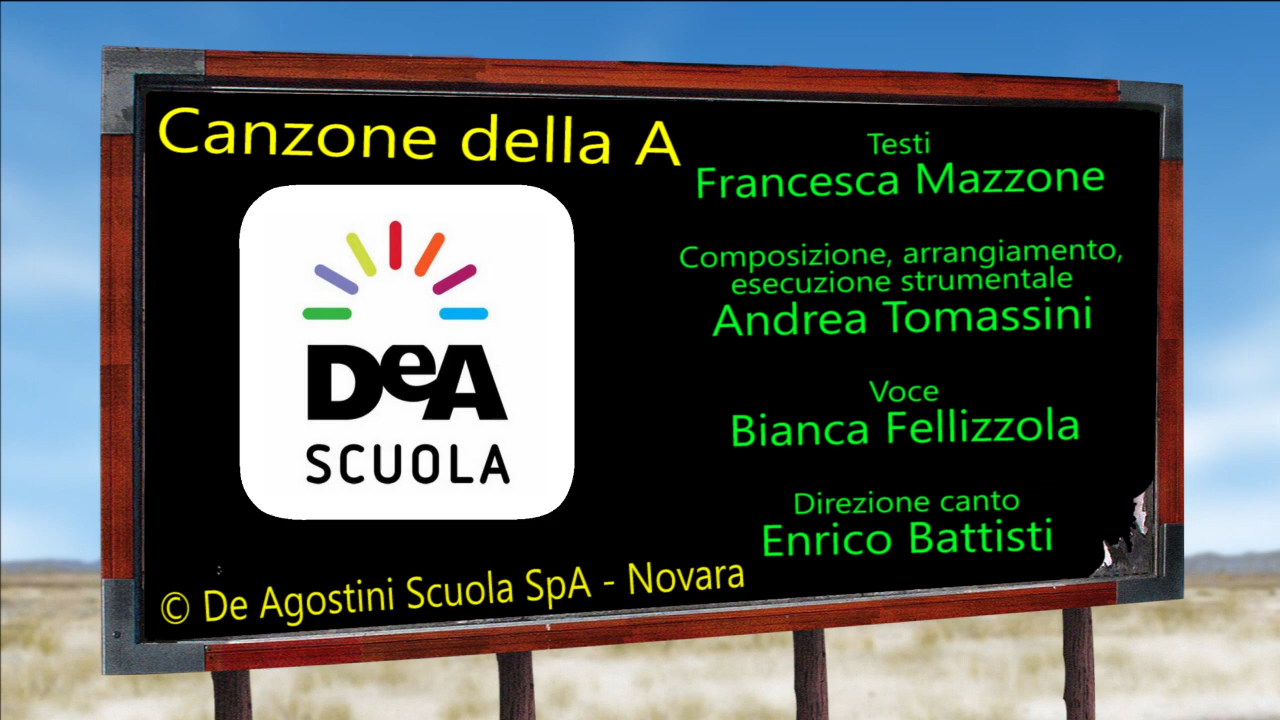 Canzone della A
DeA
SCUOLA
Testi
Francesca Mazzone
Composizione, arrangiamento,
esecuzione strumentale
Andrea Tomassini
Voce
Bianca Fellizzola
Direzione canto
Enrico Battisti
© De Agostini Scuola SpA - Novara